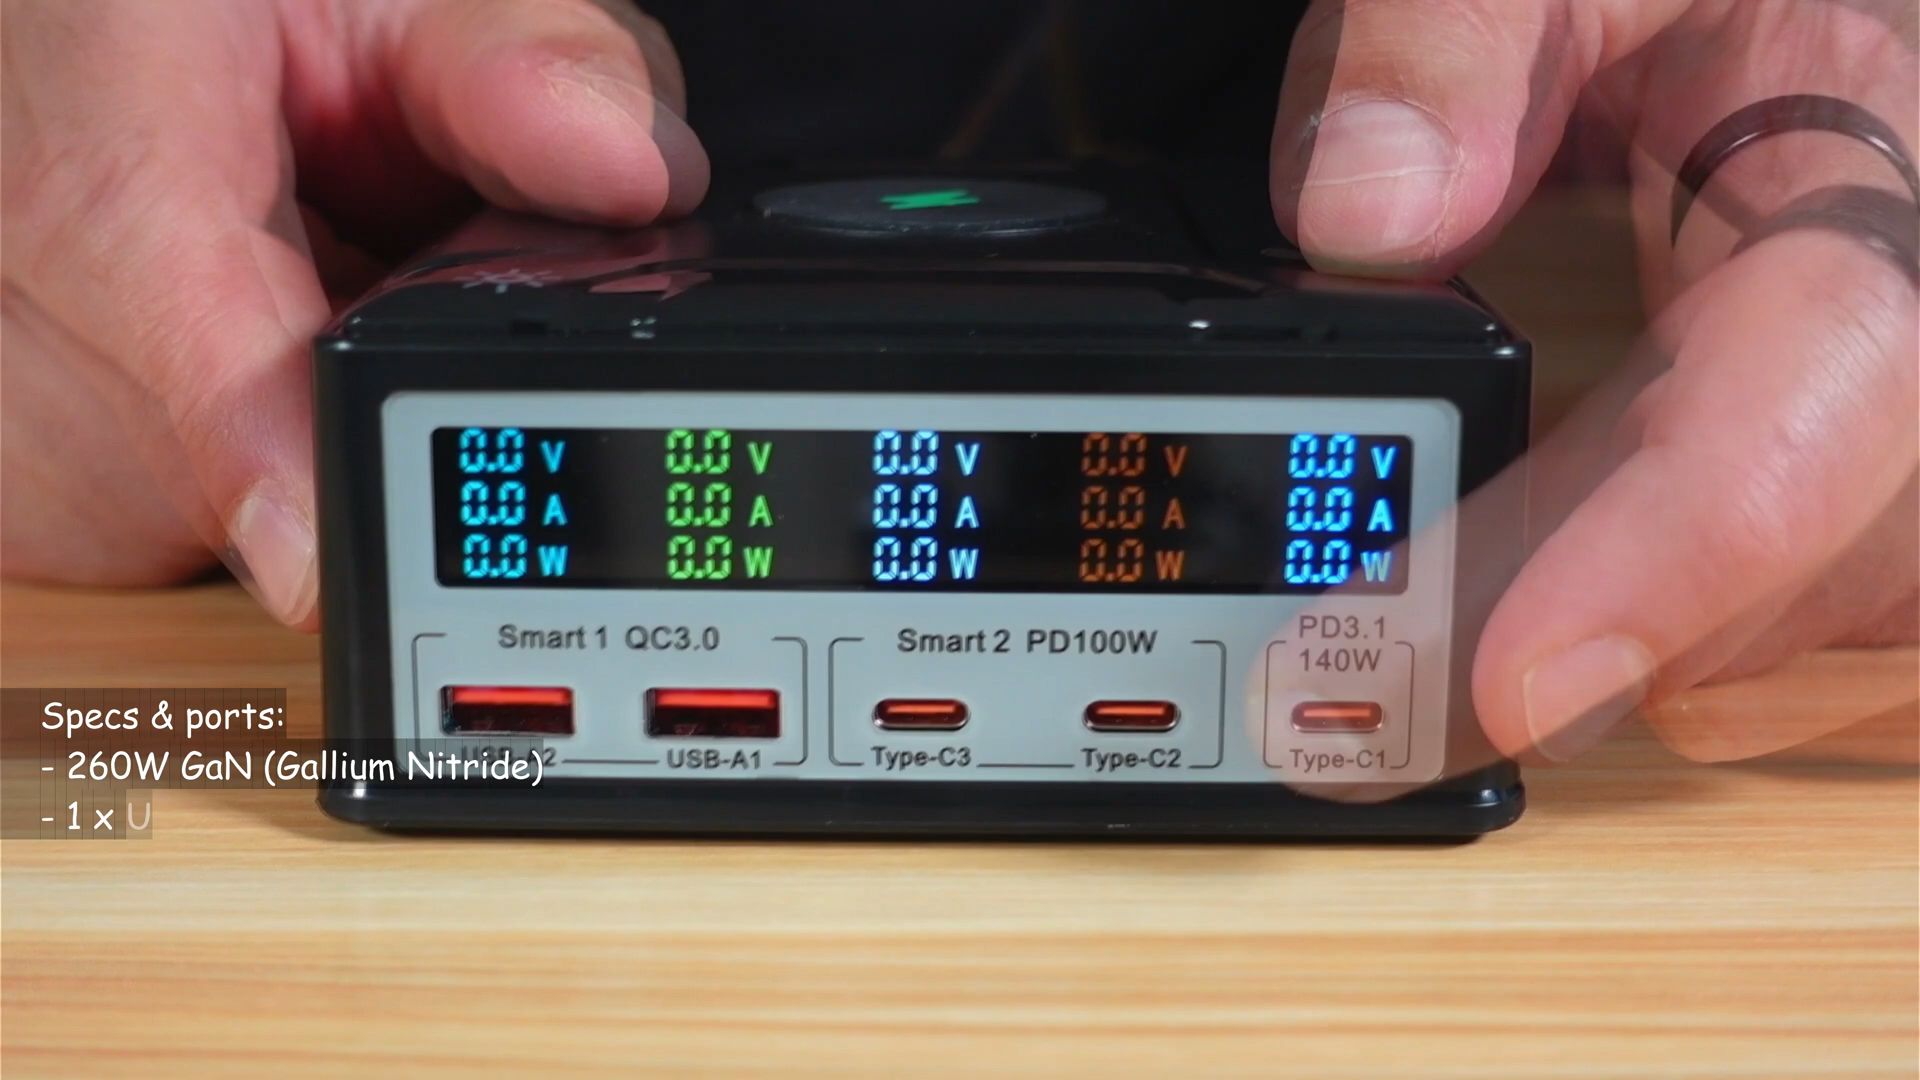 0.0 V 0.0 V 0.0 V 0.0 V 0.0 V
0.0 A 0.0 A 0.0 A 0.0 A 0.0 A
0.0 W 0.0 W 0.0 W 0.0 W 0.0 W
Smart 1 QC3.0
Smart 2 PD100W
PD3.1
140W
USB-A2 USB-A1 Type-C3 Type-C2 Type-C1
Specs & ports:
- 260W GaN (Gallium Nitride)
- 1 x U